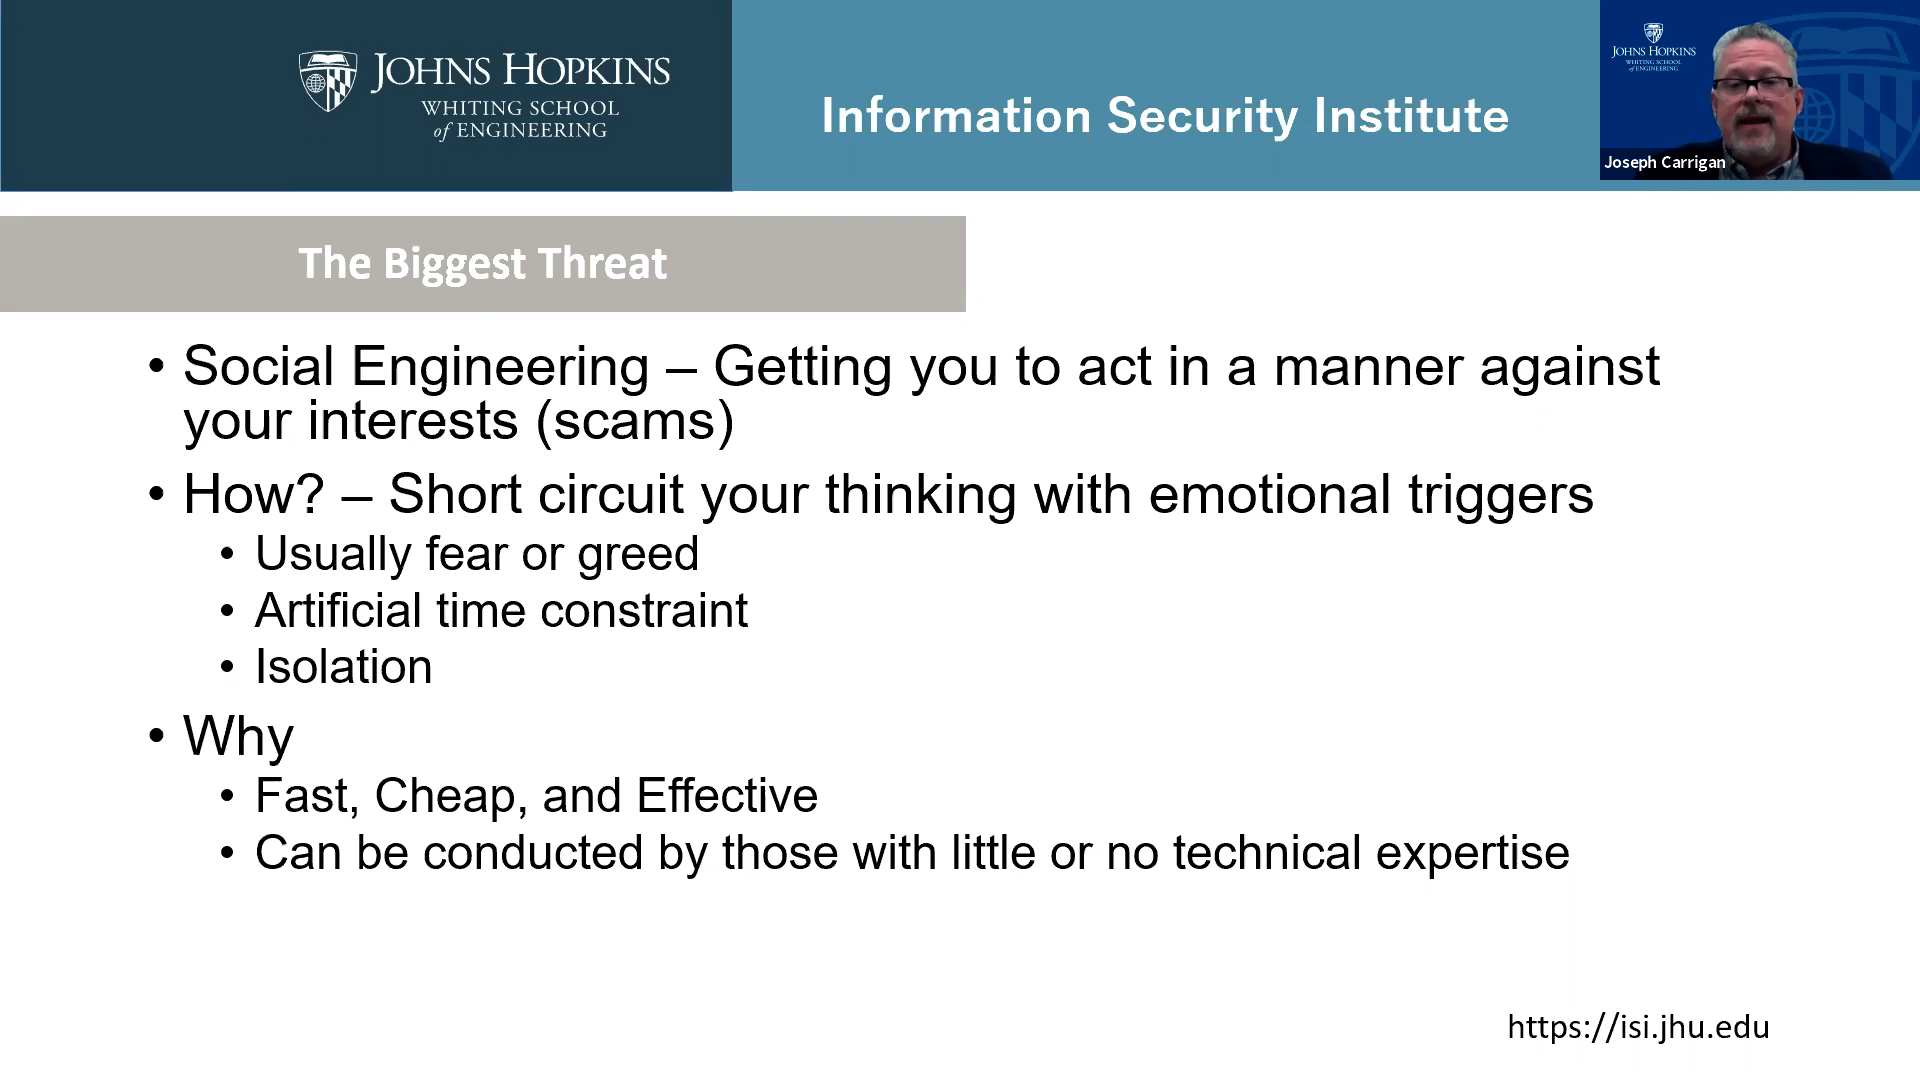 JOHNS HOPKINS
WHITING SCHOOL
of ENGINEERING
Information Security Institute
JOHNS HOPKINS
WHITING SCHOOL
of ENGINEERING
Joseph Carrigan
The Biggest Threat
• Social Engineering – Getting you to act in a manner against
your interests (scams)
• How? – Short circuit your thinking with emotional triggers
• Usually fear or greed
• Artificial time constraint
• Isolation
• Why
• Fast, Cheap, and Effective
• Can be conducted by those with little or no technical expertise
https://isi.jhu.edu